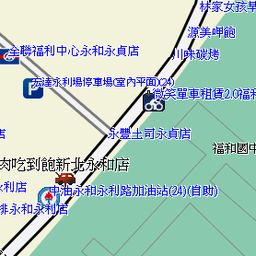 林家女孩早
源美呷飽
全聯福利中心永和永貞店
川味碳烤
宏達永利場停車場(室內平面)(24)
微笑單車租賃2.0福
永豐土司永貞店
福和國中
肉吃到飽新北永和店
永利店
中油永和永利路加油站(24)(自助)
排永和永利店